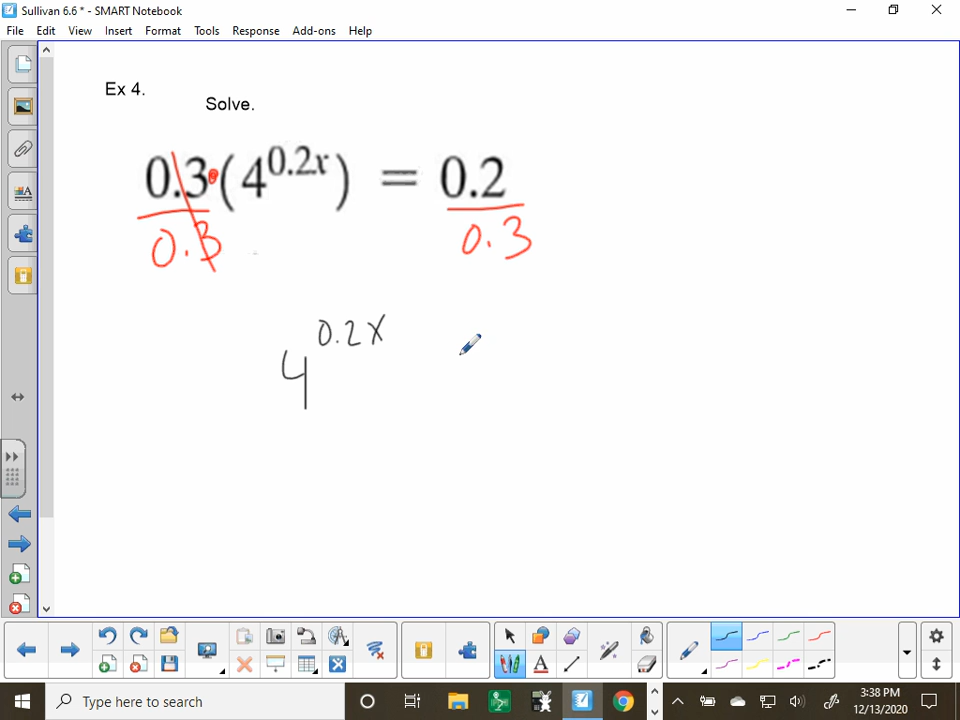 Sullivan 6.6 * - SMART Notebook
File Edit View Insert Format Tools Response Add-ons Help
Ex 4.
Solve.
0.3·(4^0.2x) = 0.2
0.3 0.3
4^0.2x
Type here to search
3:38 PM
12/13/2020